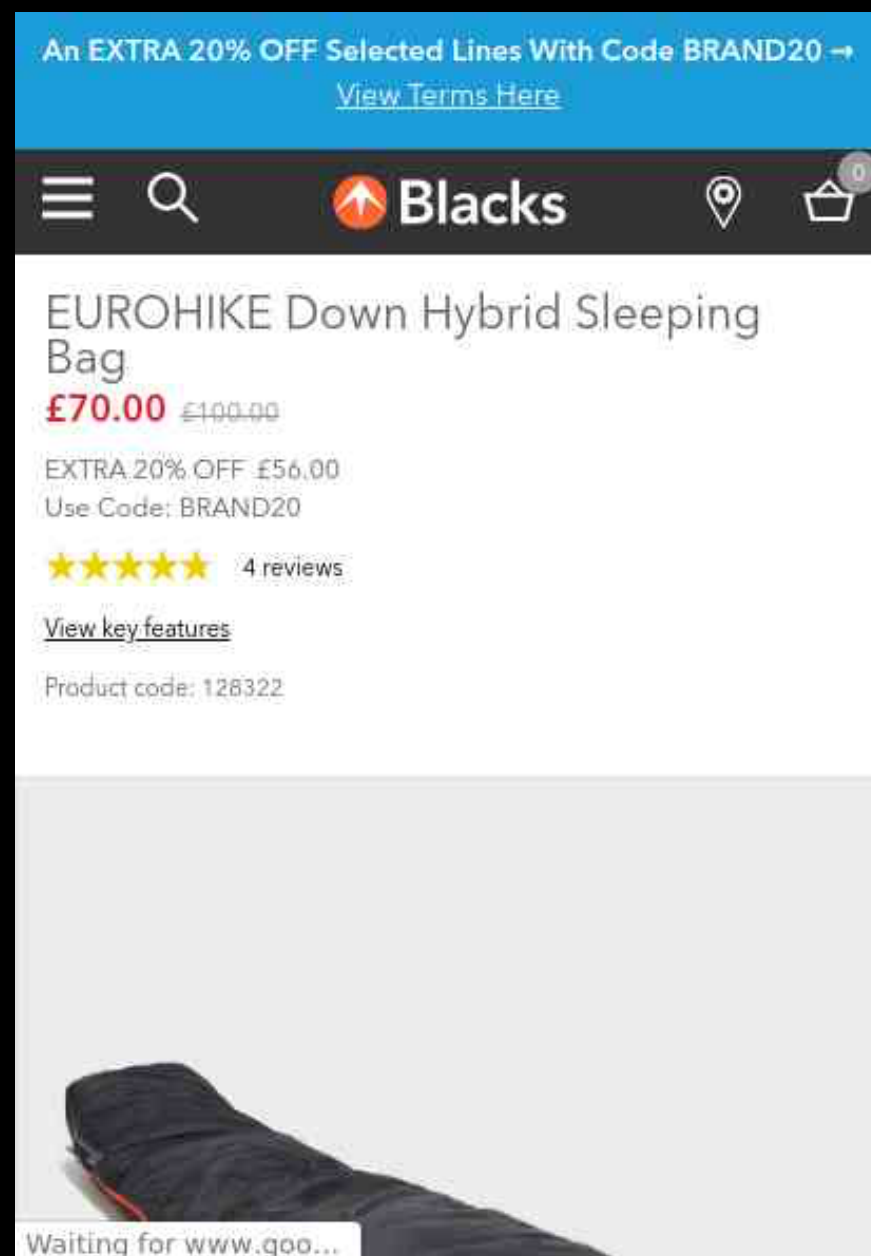 An EXTRA 20% OFF Selected Lines With Code BRAND20 →
View Terms Here
0
Blacks
EUROHIKE Down Hybrid Sleeping
Bag
£70.00 £100.00
EXTRA 20% OFF £56.00
Use Code: BRAND20
4 reviews
View key features
Product code: 128322
Waiting for www.goo...